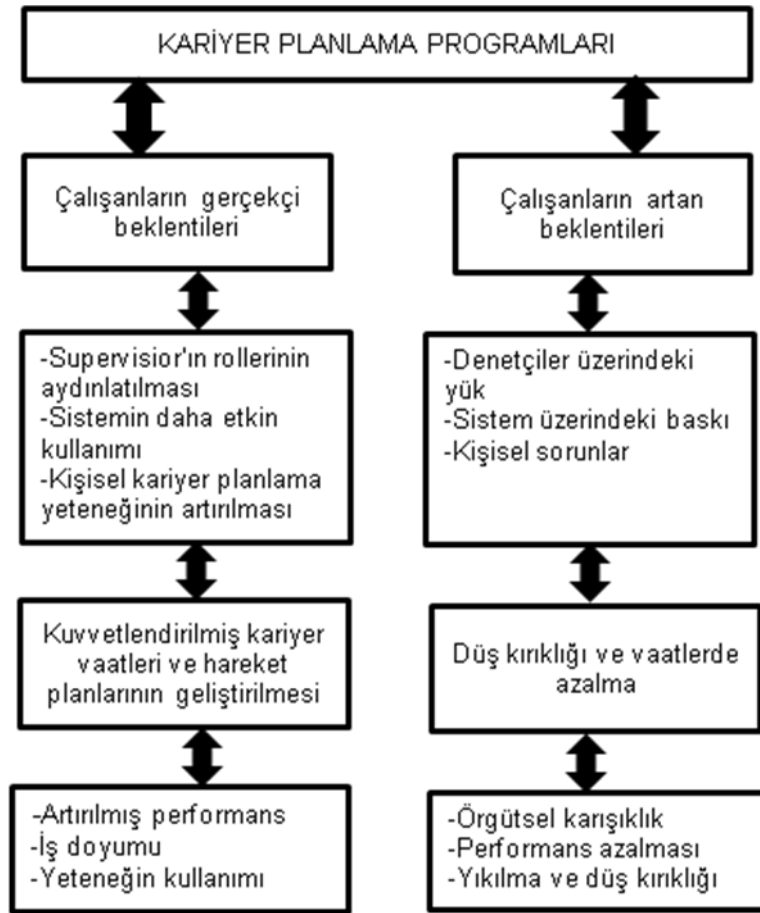 KARİYER PLANLAMA PROGRAMLARI
Çalışanların gerçekçi
beklentileri
Çalışanların artan
beklentileri
-Supervisior'ın rollerinin
aydınlatılması
-Sistemin daha etkin
kullanımı
-Kişisel kariyer planlama
yeteneğinin artırılması
-Denetçiler üzerindeki
yük
-Sistem üzerindeki baskı
-Kişisel sorunlar
Kuvvetlendirilmiş kariyer
vaatleri ve hareket
planlarının geliştirilmesi
Düş kırıklığı ve vaatlerde
azalma
-Artırılmış performans
-İş doyumu
-Yeteneğin kullanımı
-Örgütsel karışıklık
-Performans azalması
-Yıkılma ve düş kırıklığı